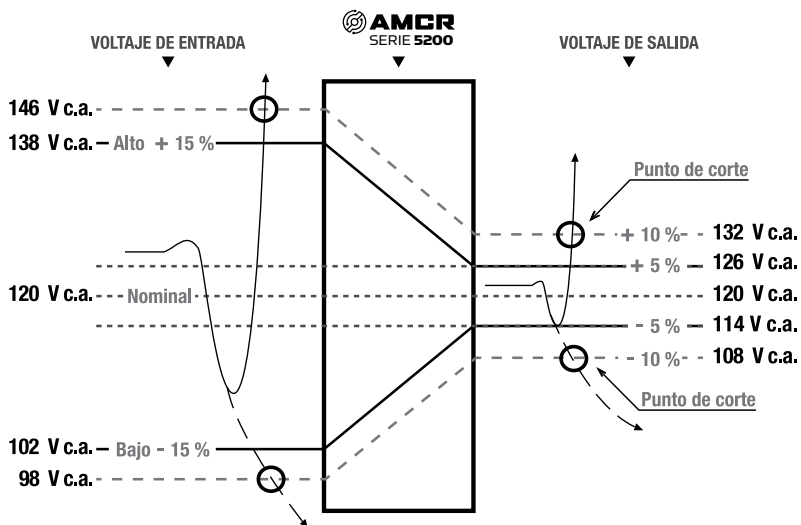 AMCR
SERIE 5200
VOLTAJE DE ENTRADA
VOLTAJE DE SALIDA
146 V c.a.
138 V c.a. Alto + 15 %
Punto de corte
+ 10 % 132 V c.a.
+ 5 % 126 V c.a.
120 V c.a. Nominal
120 V c.a.
- 5 % 114 V c.a.
- 10 % 108 V c.a.
Punto de corte
102 V c.a. Bajo - 15 %
98 V c.a.